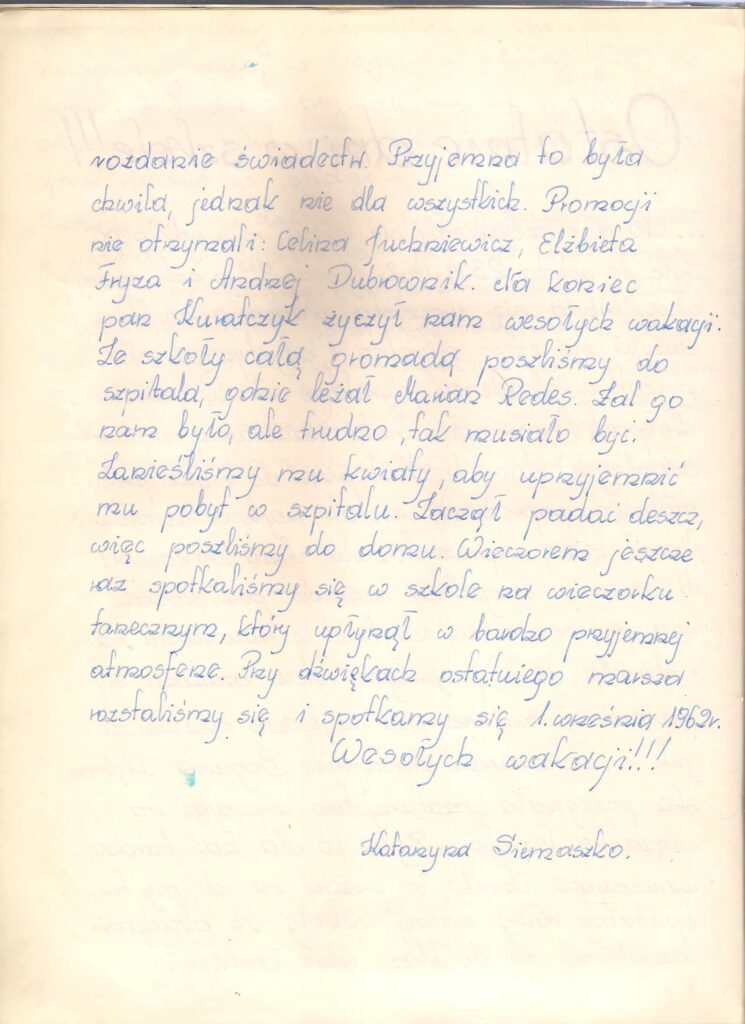 rozdanie świadectw. Przyjemna to była
chwila, jednak nie dla wszystkich. Promocji
nie otrzymali: Celina Juchniewicz, Elżbieta
Fryza i Andrzej Dubrownik. Na koniec
pan Kuratczyk życzył nam wesołych wakacji.
Ze szkoły całą gromadą poszliśmy do
szpitala, gdzie leżał Marian Redes. Żal go
nam było, ale trudno, tak musiało być.
Zanieśliśmy mu kwiaty, aby uprzyjemnić
mu pobyt w szpitalu. Zaczął padać deszcz,
więc poszliśmy do domu. Wieczorem jeszcze
raz spotkaliśmy się w szkole na wieczorku
tanecznym, który upłynął w bardzo przyjemnej
atmosferze. Przy dźwiękach ostatniego marsza
rozstaliśmy się i spotkamy się 1. września 1962r.
Wesołych wakacji!!!
Katarzyna Siemaszko.